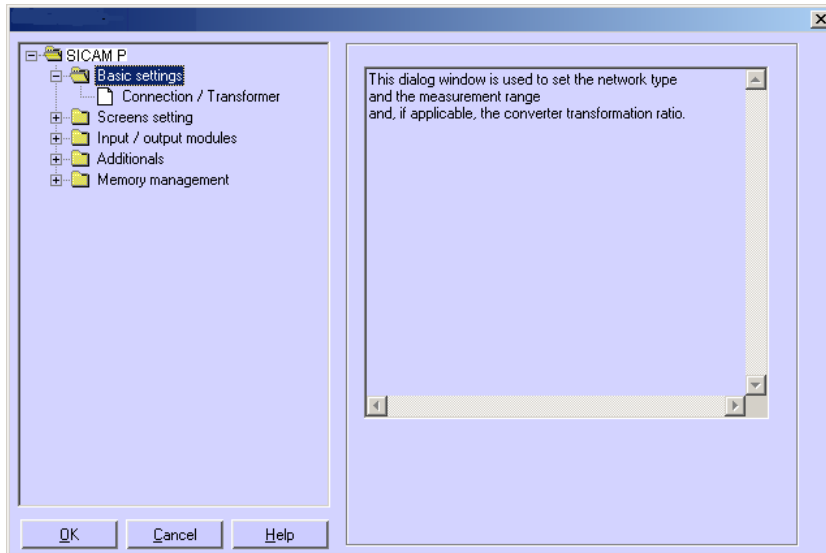 SICAM P
Basic settings
Connection / Transformer
Screens setting
Input / output modules
Additionals
Memory management
This dialog window is used to set the network type
and the measurement range
and, if applicable, the converter transformation ratio.
OK
Cancel
Help